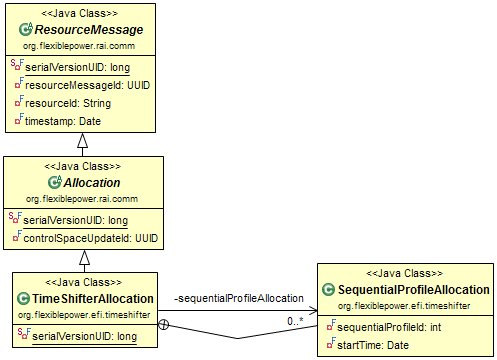 <<Java Class>>
ResourceMessage
org.flexiblepower.rai.comm
serialVersionUID: long
resourceMessageId: UUID
resourceId: String
timestamp: Date
<<Java Class>>
Allocation
org.flexiblepower.rai.comm
serialVersionUID: long
controlSpaceUpdateId: UUID
<<Java Class>>
TimeShifterAllocation
org.flexiblepower.efi.timeshifter
serialVersionUID: long
-sequentialProfileAllocation
0..*
<<Java Class>>
SequentialProfileAllocation
org.flexiblepower.efi.timeshifter
sequentialProfileId: int
startTime: Date